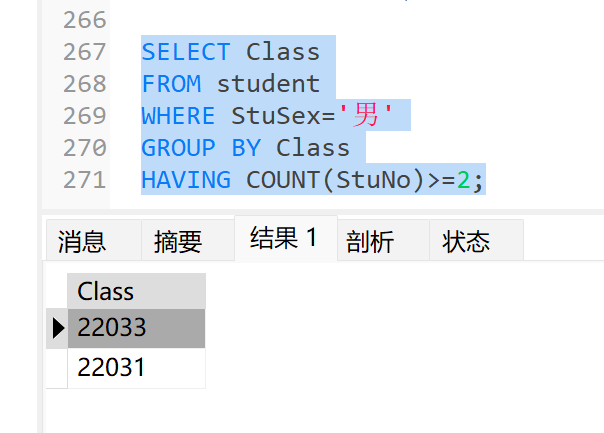 266
267 SELECT Class
268 FROM student
269 WHERE StuSex='男'
270 GROUP BY Class
271 HAVING COUNT(StuNo)>=2;
消息 摘要 结果 1 剖析 状态
Class
22033
22031